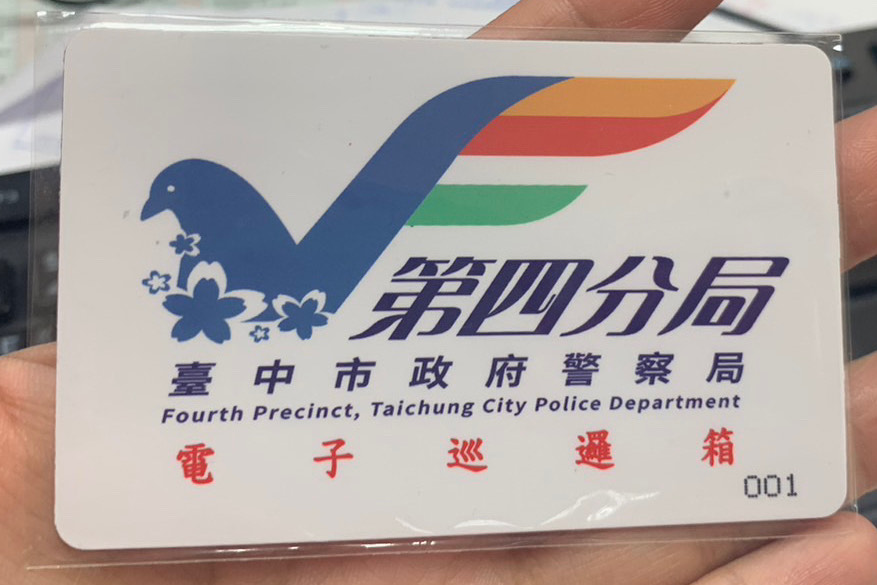 第四分局
臺中市政府警察局
Fourth Precinct, Taichung City Police Department
電子巡邏箱
001